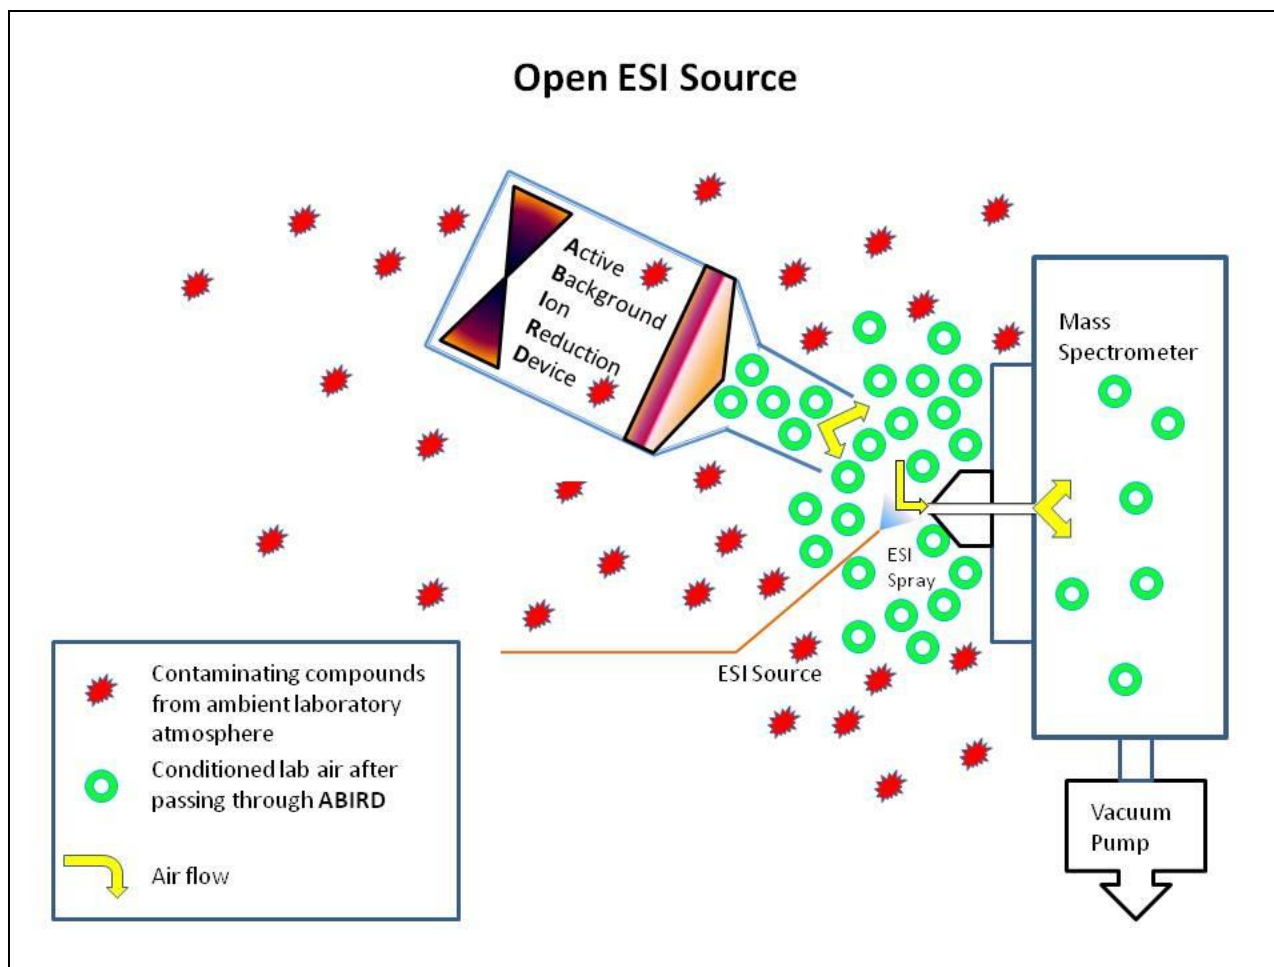 Open ESI Source
Active
Background
Ion
Reduction
Device
Mass
Spectrometer
ESI
Spray
ESI Source
Contaminating compounds
from ambient laboratory
atmosphere
Conditioned lab air after
passing through ABIRD
Air flow
Vacuum
Pump